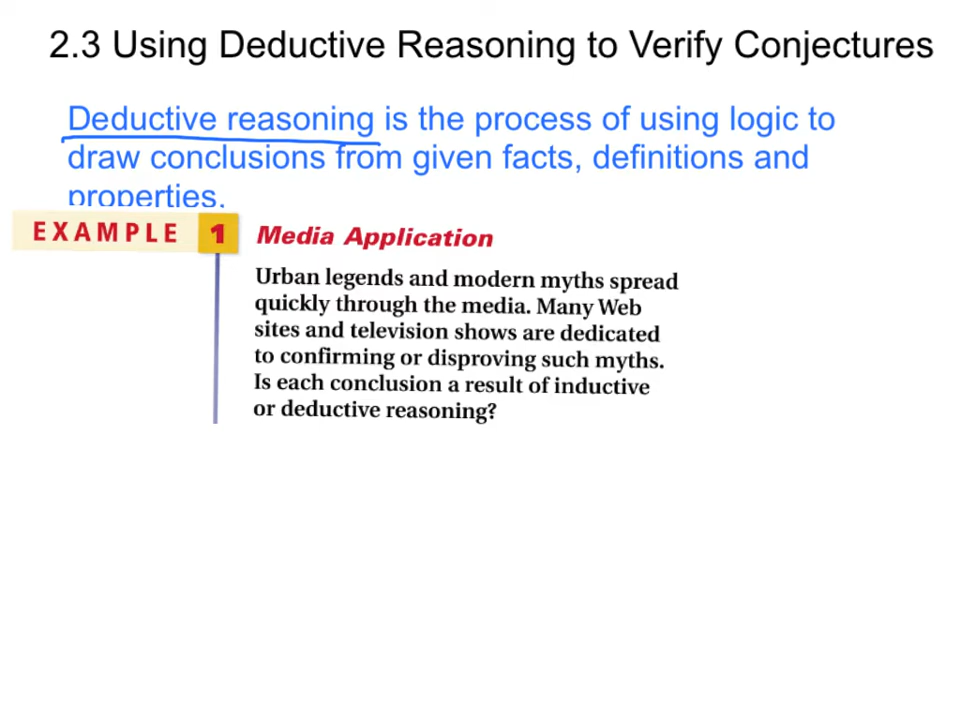 2.3 Using Deductive Reasoning to Verify Conjectures
Deductive reasoning is the process of using logic to
draw conclusions from given facts, definitions and
properties.
EXAMPLE 1 Media Application
Urban legends and modern myths spread
quickly through the media. Many Web
sites and television shows are dedicated
to confirming or disproving such myths.
Is each conclusion a result of inductive
or deductive reasoning?